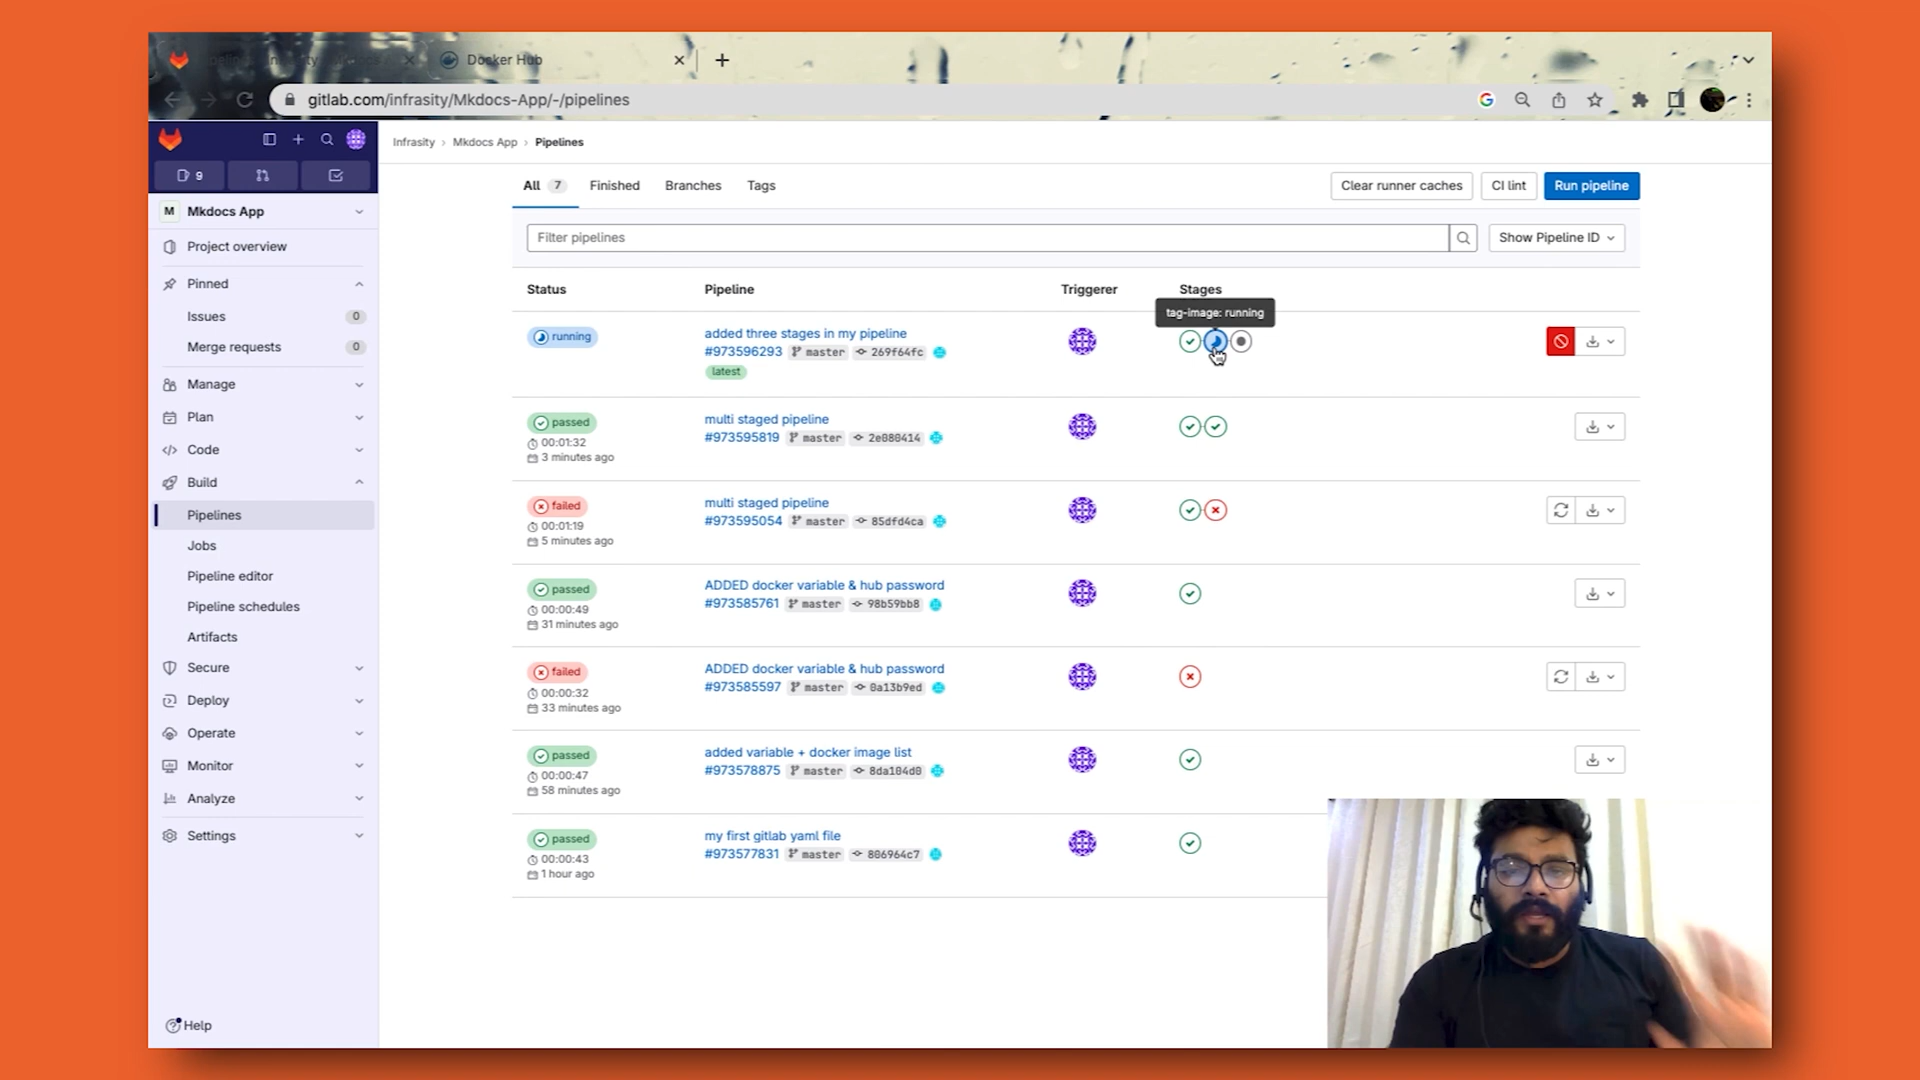 Docker Hub
gitlab.com/infrasity/Mkdocs-App/-/pipelines
9
Infrasity › Mkdocs App › Pipelines
M Mkdocs App
Project overview
Pinned
Issues 0
Merge requests 0
Manage
Plan
Code
Build
Pipelines
Jobs
Pipeline editor
Pipeline schedules
Artifacts
Secure
Deploy
Operate
Monitor
Analyze
Settings
Help
All 7 Finished Branches Tags Clear runner caches CI lint Run pipeline
Filter pipelines Show Pipeline ID
Status Pipeline Triggerer Stages
tag-image: running
running added three stages in my pipeline
#973596293 master 269f64fc
latest
passed multi staged pipeline
00:01:32 #973595819 master 2e080414
3 minutes ago
failed multi staged pipeline
00:01:19 #973595054 master 85dfd4ca
5 minutes ago
passed ADDED docker variable & hub password
00:00:49 #973585761 master 98b59bb8
31 minutes ago
failed ADDED docker variable & hub password
00:00:32 #973585597 master 0a13b9ed
33 minutes ago
passed added variable + docker image list
00:00:47 #973578875 master 8da104d0
58 minutes ago
passed my first gitlab yaml file
00:00:43 #973577831 master 806964c7
1 hour ago